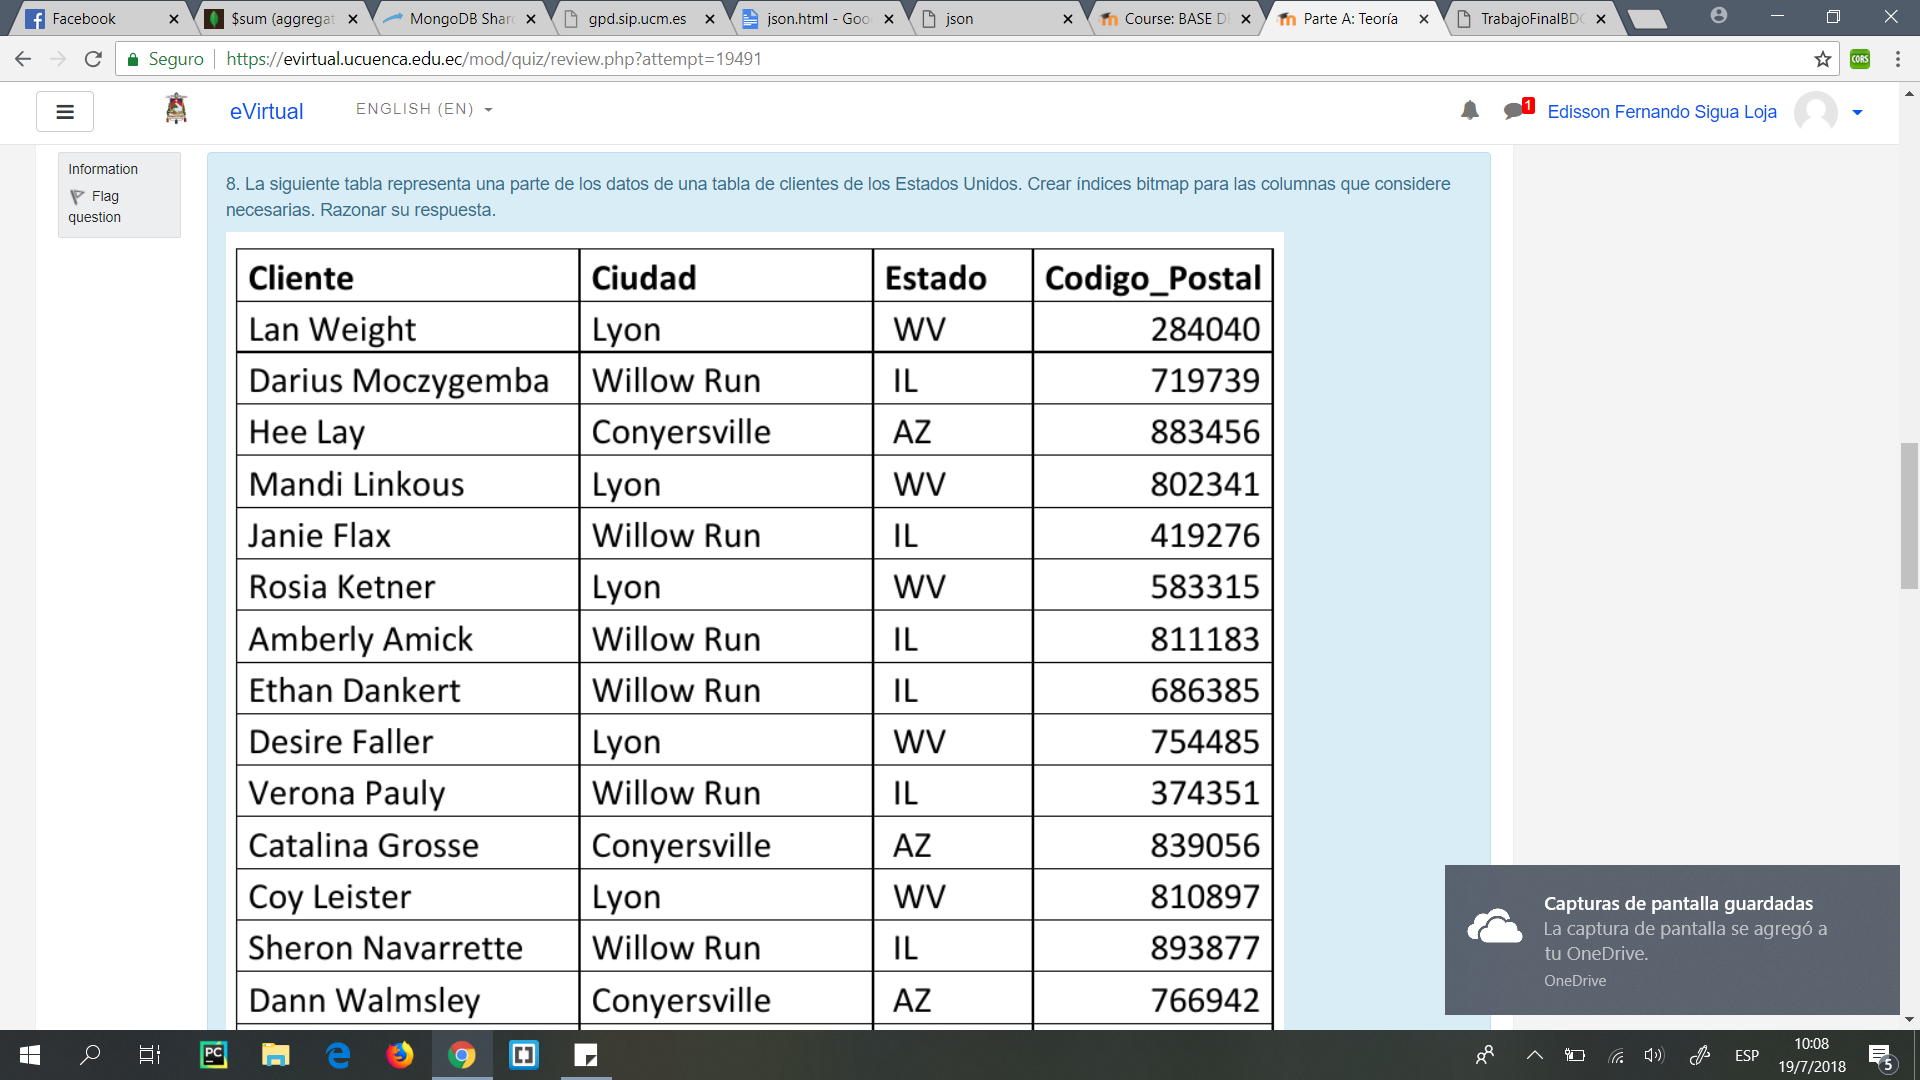 Facebook
$sum (aggregat
MongoDB Shar
gpd.sip.ucm.es
json.html - Goo
json
Course: BASE D
Parte A: Teoría
TrabajoFinalBD
Seguro
https://evirtual.ucuenca.edu.ec/mod/quiz/review.php?attempt=19491
CORS
eVirtual
ENGLISH (EN)
1
Edisson Fernando Sigua Loja
Information
Flag
question
8. La siguiente tabla representa una parte de los datos de una tabla de clientes de los Estados Unidos. Crear índices bitmap para las columnas que considere
necesarias. Razonar su respuesta.
Cliente Ciudad Estado Codigo_Postal
Lan Weight Lyon WV 284040
Darius Moczygemba Willow Run IL 719739
Hee Lay Conyersville AZ 883456
Mandi Linkous Lyon WV 802341
Janie Flax Willow Run IL 419276
Rosia Ketner Lyon WV 583315
Amberly Amick Willow Run IL 811183
Ethan Dankert Willow Run IL 686385
Desire Faller Lyon WV 754485
Verona Pauly Willow Run IL 374351
Catalina Grosse Conyersville AZ 839056
Coy Leister Lyon WV 810897
Sheron Navarrette Willow Run IL 893877
Dann Walmsley Conyersville AZ 766942
Capturas de pantalla guardadas
La captura de pantalla se agregó a
tu OneDrive.
OneDrive
PC
ESP
10:08
19/7/2018
5